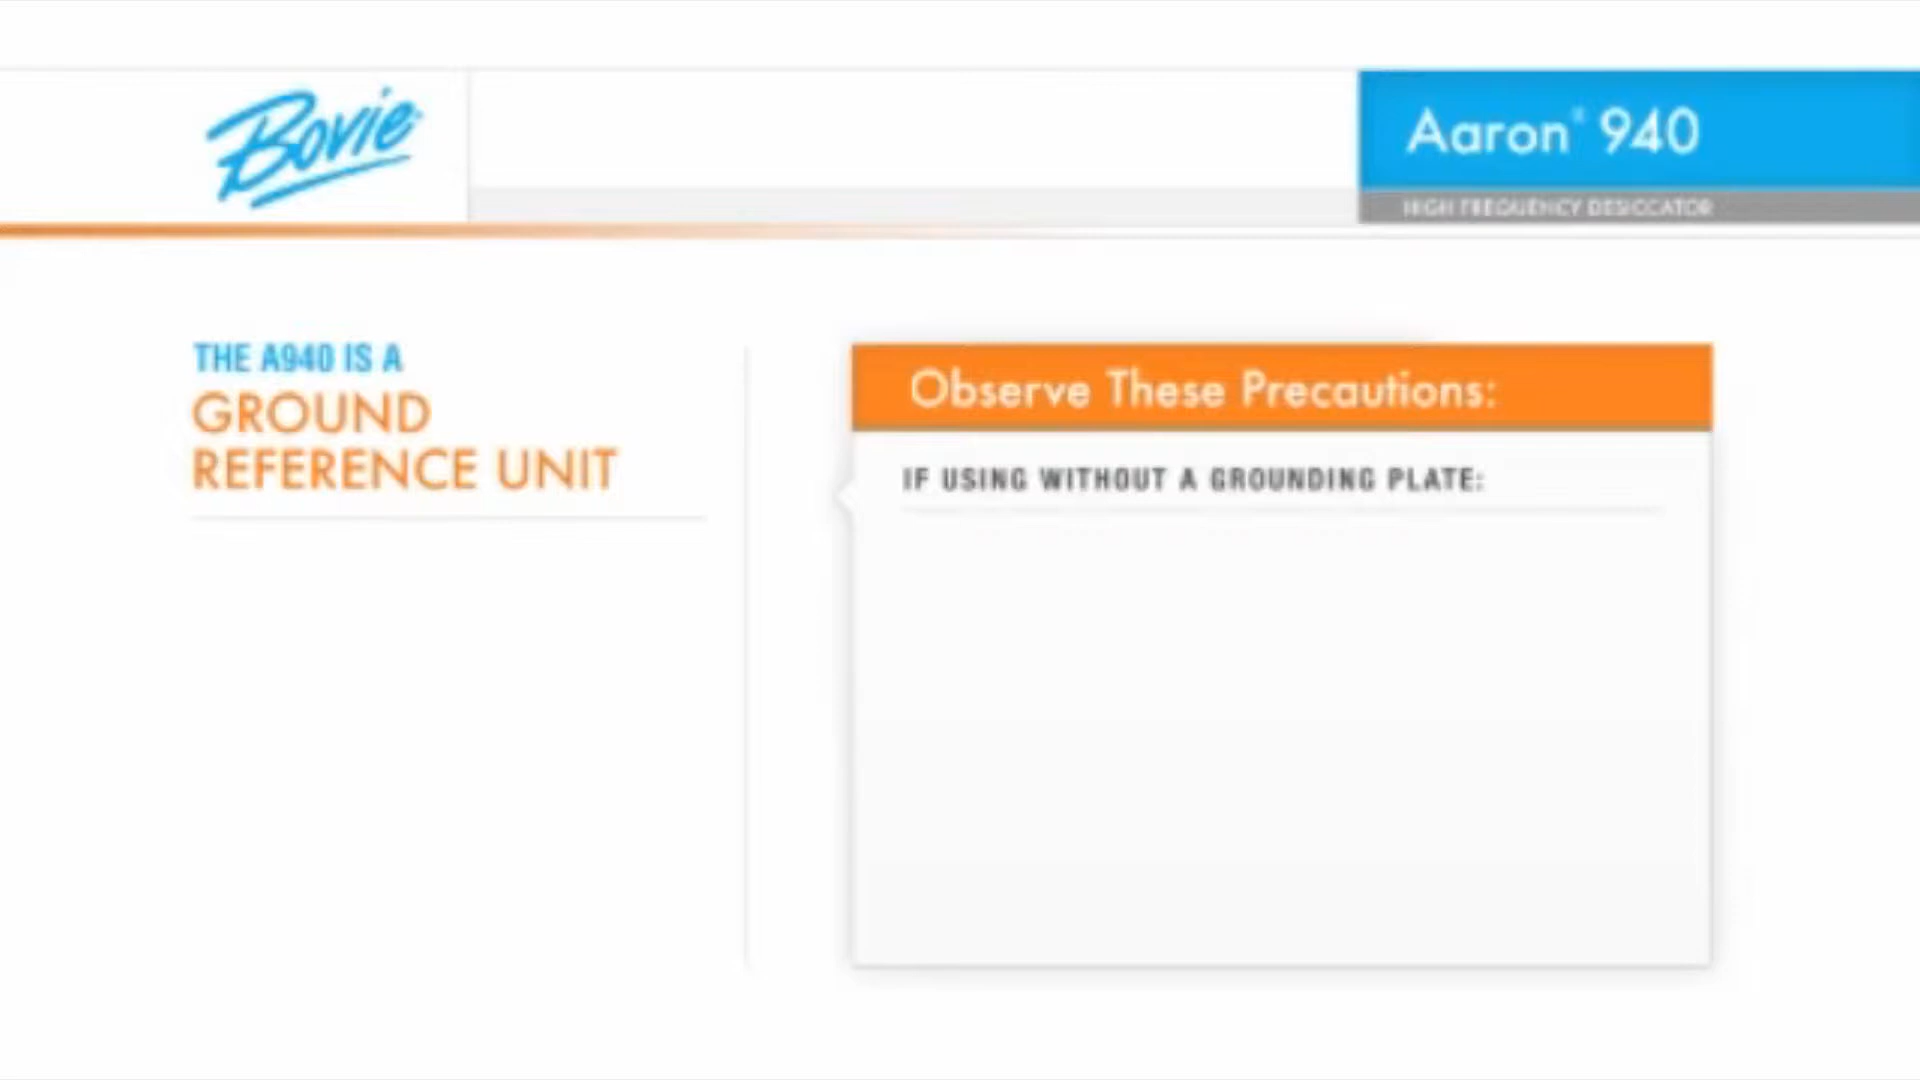 Bovie
Aaron® 940
HIGH FREQUENCY DESICCATOR
THE A940 IS A
GROUND
REFERENCE UNIT
Observe These Precautions:
IF USING WITHOUT A GROUNDING PLATE: